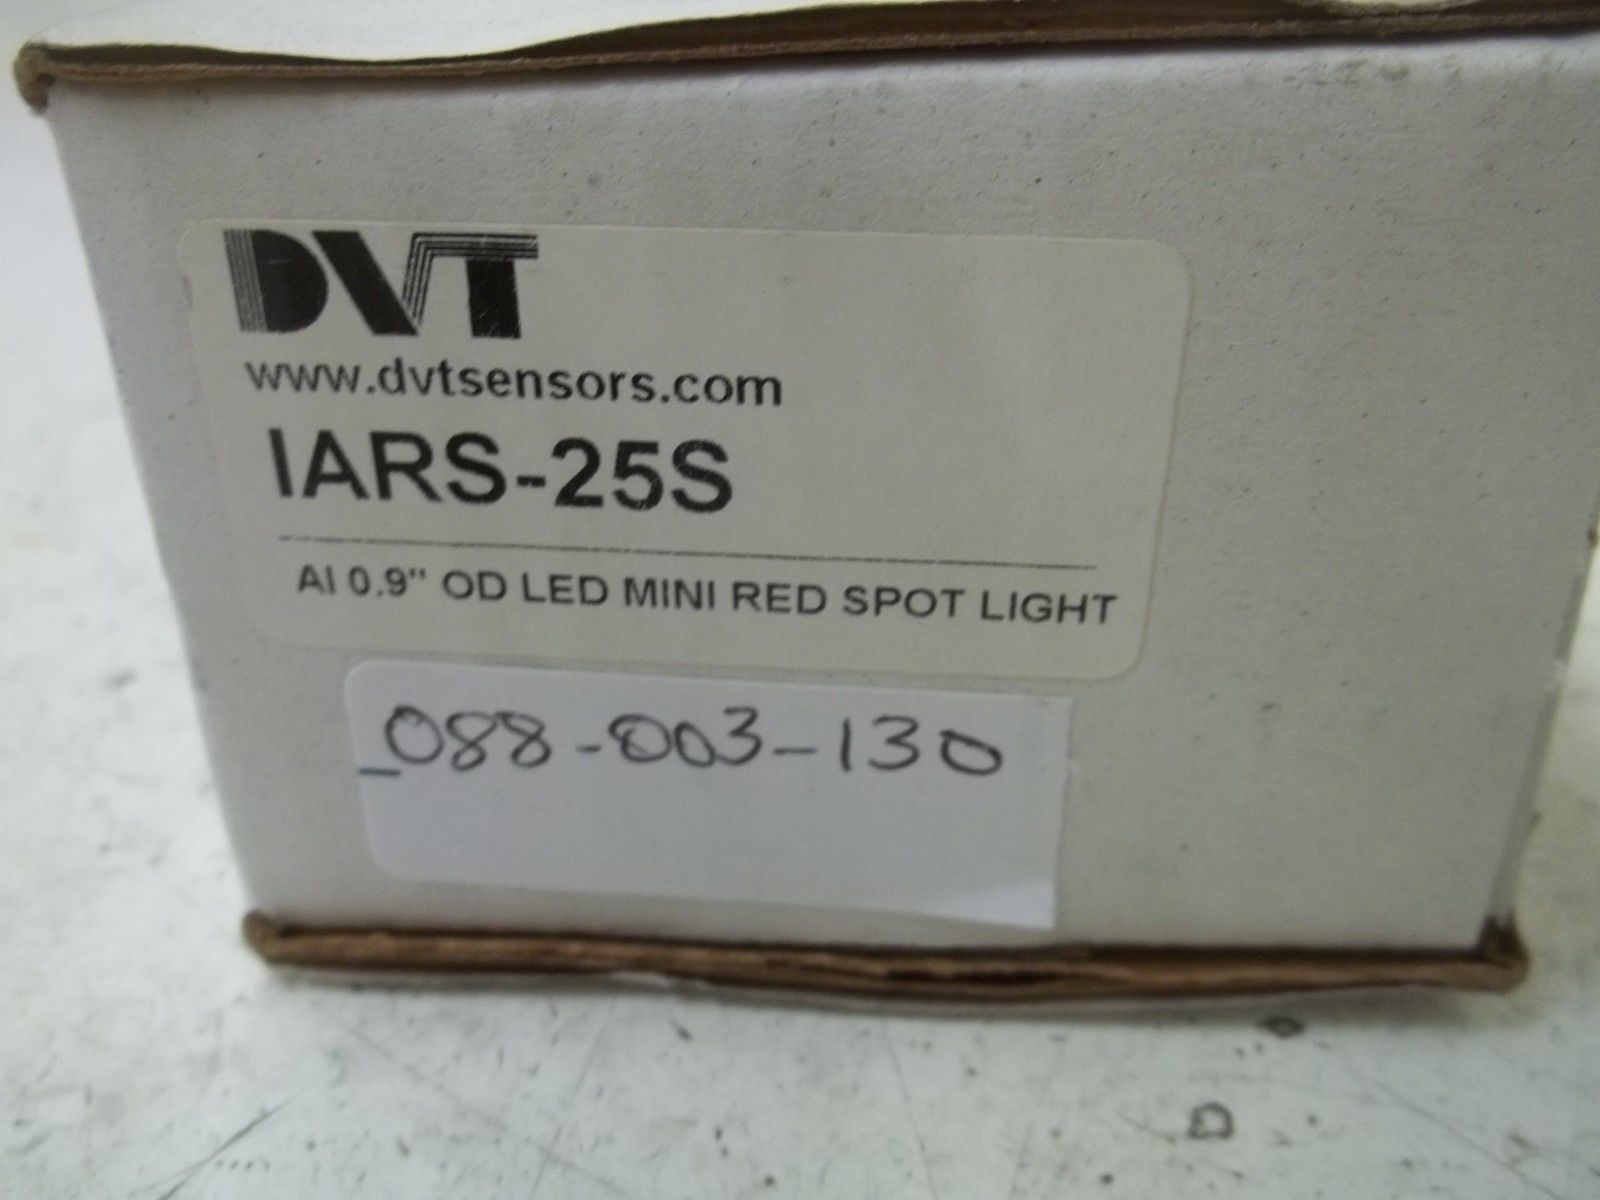 DVT
www.dvtsensors.com
IARS-25S
AI 0.9" OD LED MINI RED SPOT LIGHT
088-003-130